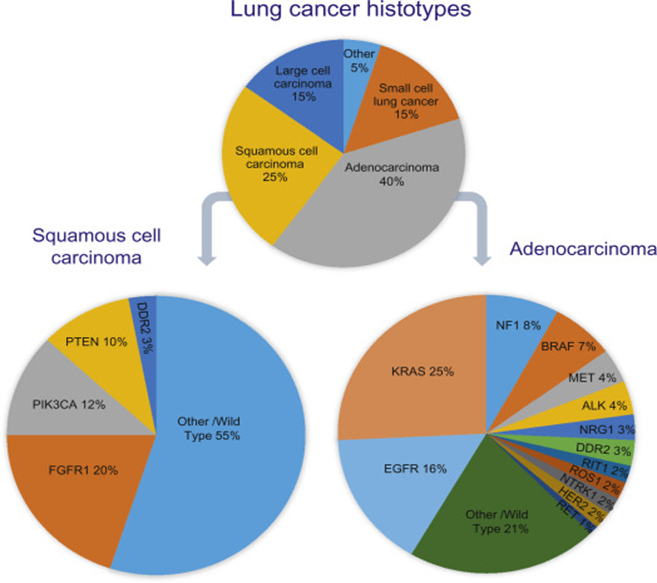 Lung cancer histotypes
Other
5%
Small cell
lung cancer
15%
Adenocarcinoma
40%
Squamous cell
carcinoma
25%
Large cell
carcinoma
15%
Squamous cell
carcinoma
Adenocarcinoma
DDR2 3%
PTEN 10%
PIK3CA 12%
FGFR1 20%
Other /Wild
Type 55%
NF1 8%
BRAF 7%
MET 4%
ALK 4%
NRG1 3%
DDR2 3%
RIT1 2%
ROS1 2%
NTRK1 2%
HER2 2%
RET 1%
Other /Wild
Type 21%
EGFR 16%
KRAS 25%